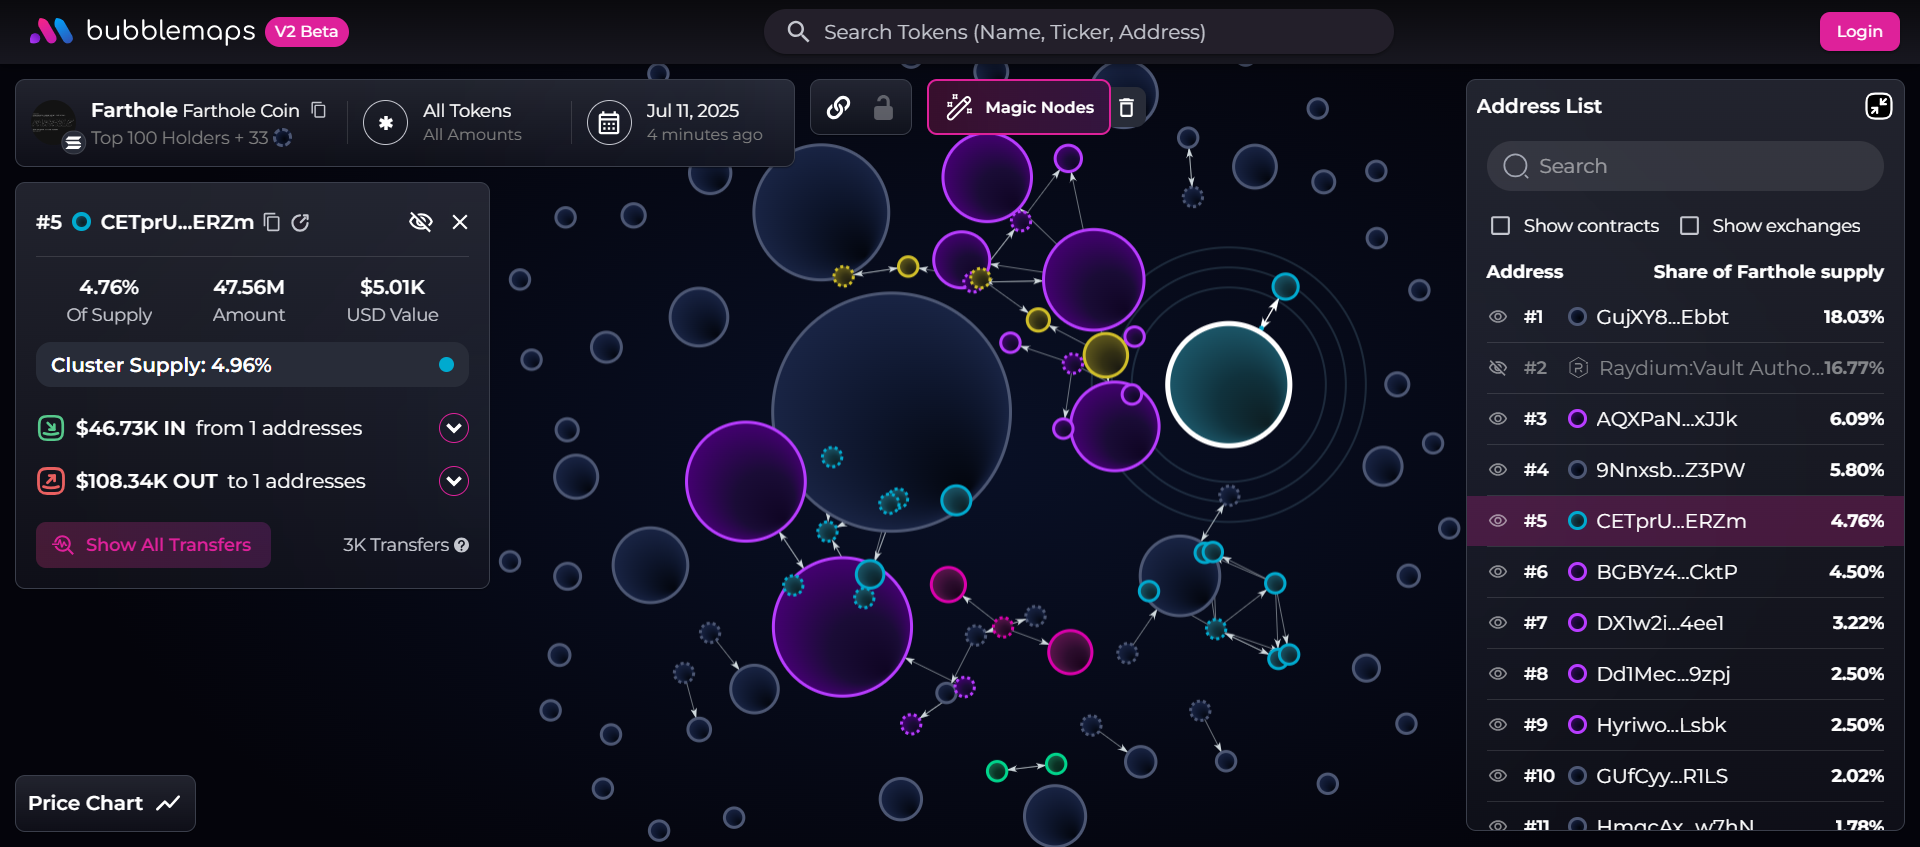 bubblemaps V2 Beta
Search Tokens (Name, Ticker, Address)
Login
Farthole Farthole Coin
Top 100 Holders + 33
All Tokens
All Amounts
Jul 11, 2025
4 minutes ago
Magic Nodes
#5 CETprU...ERZm
4.76% 47.56M $5.01K
Of Supply Amount USD Value
Cluster Supply: 4.96%
$46.73K IN from 1 addresses
$108.34K OUT to 1 addresses
Show All Transfers 3K Transfers ?
Price Chart
Address List
Search
Show contracts Show exchanges
Address Share of Farthole supply
#1 GujXY8...Ebbt 18.03%
#2 Raydium:Vault Autho...16.77%
#3 AQXPaN...xJJk 6.09%
#4 9Nnxsb...Z3PW 5.80%
#5 CETprU...ERZm 4.76%
#6 BGBYz4...CktP 4.50%
#7 DX1w2i...4ee1 3.22%
#8 Dd1Mec...9zpj 2.50%
#9 Hyriwo...Lsbk 2.50%
#10 GUfCyy...R1LS 2.02%
#11 1.78%